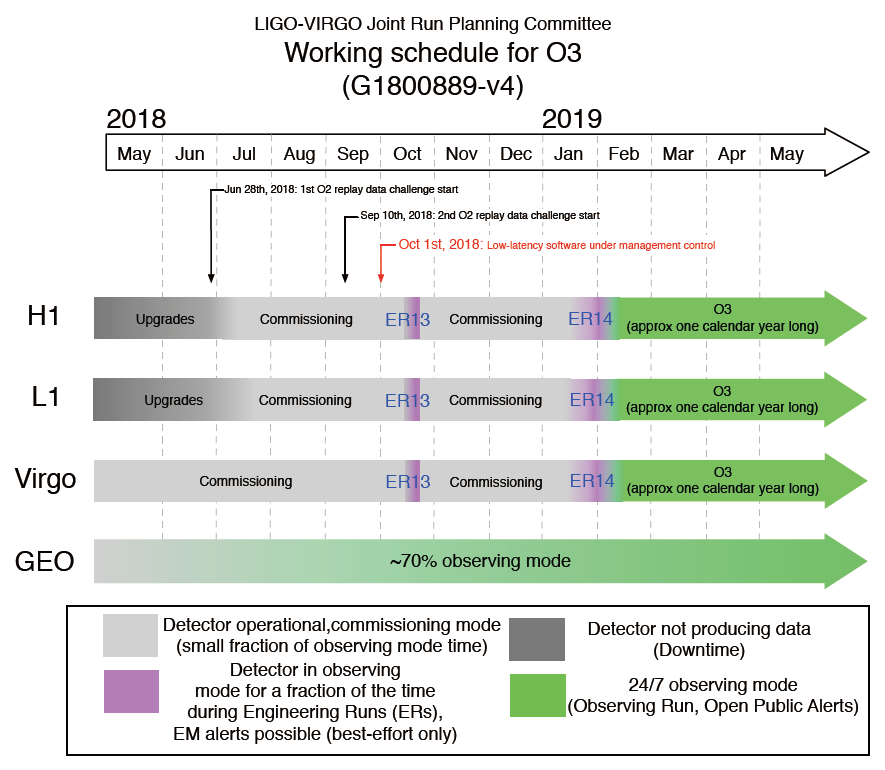 LIGO-VIRGO Joint Run Planning Committee
Working schedule for O3
(G1800889-v4)
2018 2019
May Jun Jul Aug Sep Oct Nov Dec Jan Feb Mar Apr May
Jun 28th, 2018: 1st O2 replay data challenge start
Sep 10th, 2018: 2nd O2 replay data challenge start
Oct 1st, 2018: Low-latency software under management control
H1 Upgrades Commissioning ER13 Commissioning ER14 O3
(approx one calendar year long)
L1 Upgrades Commissioning ER13 Commissioning ER14 O3
(approx one calendar year long)
Virgo Commissioning ER13 Commissioning ER14 O3
(approx one calendar year long)
GEO ~70% observing mode
Detector operational,commissioning mode
(small fraction of observing mode time)
Detector in observing
mode for a fraction of the time
during Engineering Runs (ERs),
EM alerts possible (best-effort only)
Detector not producing data
(Downtime)
24/7 observing mode
(Observing Run, Open Public Alerts)